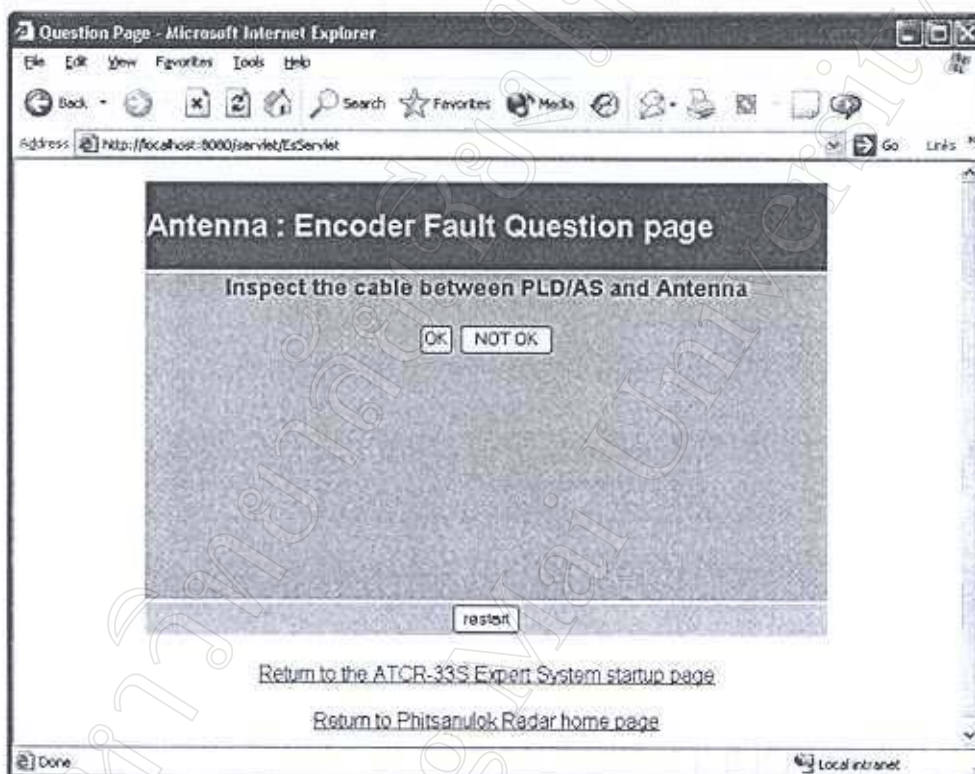 Question Page - Microsoft Internet Explorer
File Edit View Favorites Tools Help
Back Search Favorites Media
Address http://localhost:8080/servlet/EsServlet Go Links
Antenna : Encoder Fault Question page
Inspect the cable between PLD/AS and Antenna
OK NOT OK
restart
Return to the ATCR-33S Expert System startup page
Return to Phitsanulok Radar home page
Done Local intranet